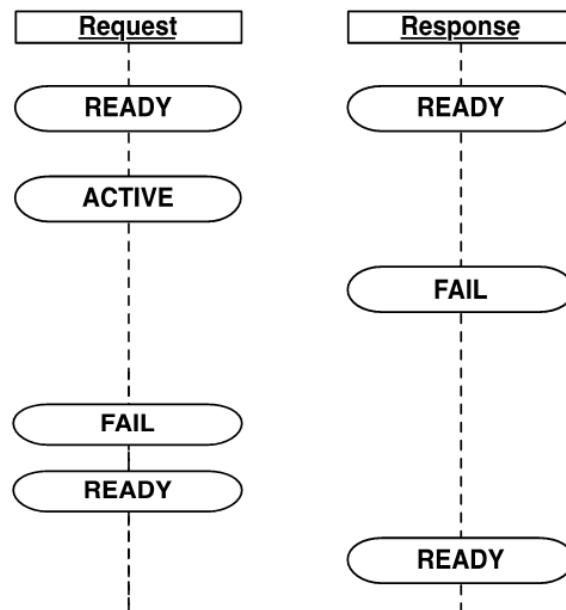 Request
Response
READY
READY
ACTIVE
FAIL
FAIL
READY
READY